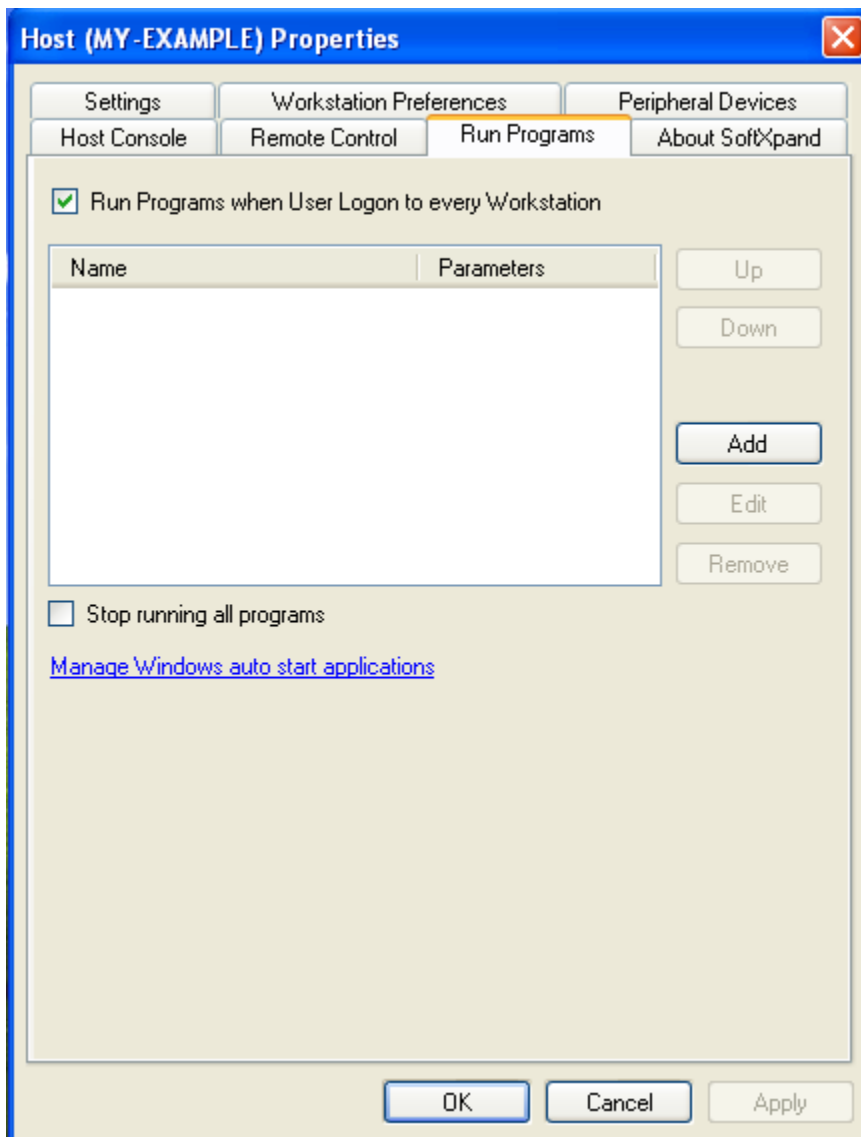 Host (MY-EXAMPLE) Properties
Settings Workstation Preferences Peripheral Devices
Host Console Remote Control Run Programs About SoftXpand
Run Programs when User Logon to every Workstation
Name Parameters
Up
Down
Add
Edit
Remove
Stop running all programs
Manage Windows auto start applications
OK Cancel Apply